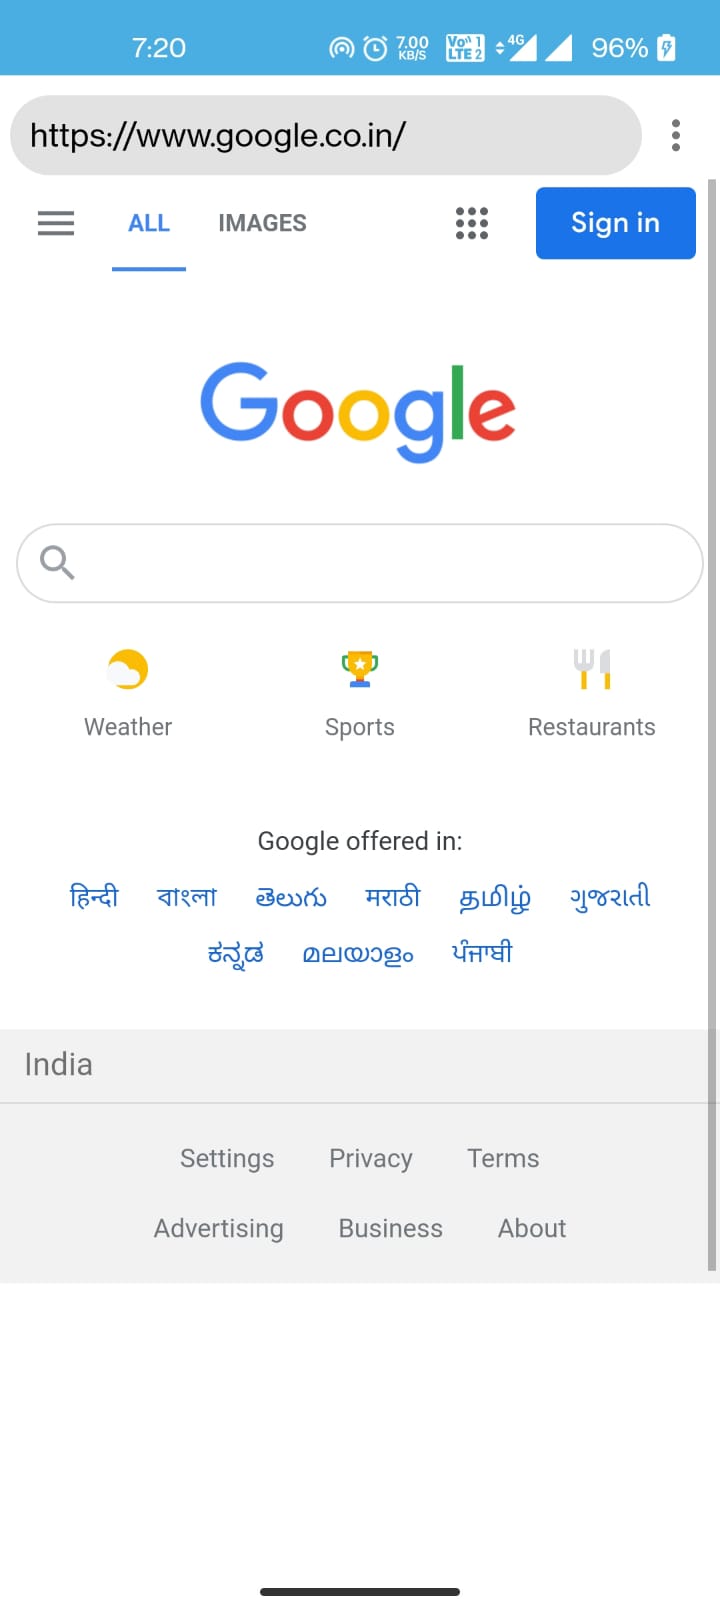 7:20 7.00 KB/S Vo)) 1 LTE 2 4G 96%
https://www.google.co.in/
ALL IMAGES Sign in
Google
Weather Sports Restaurants
Google offered in:
हिन्दी বাংলা తెలుగు मराठी தமிழ் ગુજરાતી
ಕನ್ನಡ മലയാളം ਪੰਜਾਬੀ
India
Settings Privacy Terms
Advertising Business About